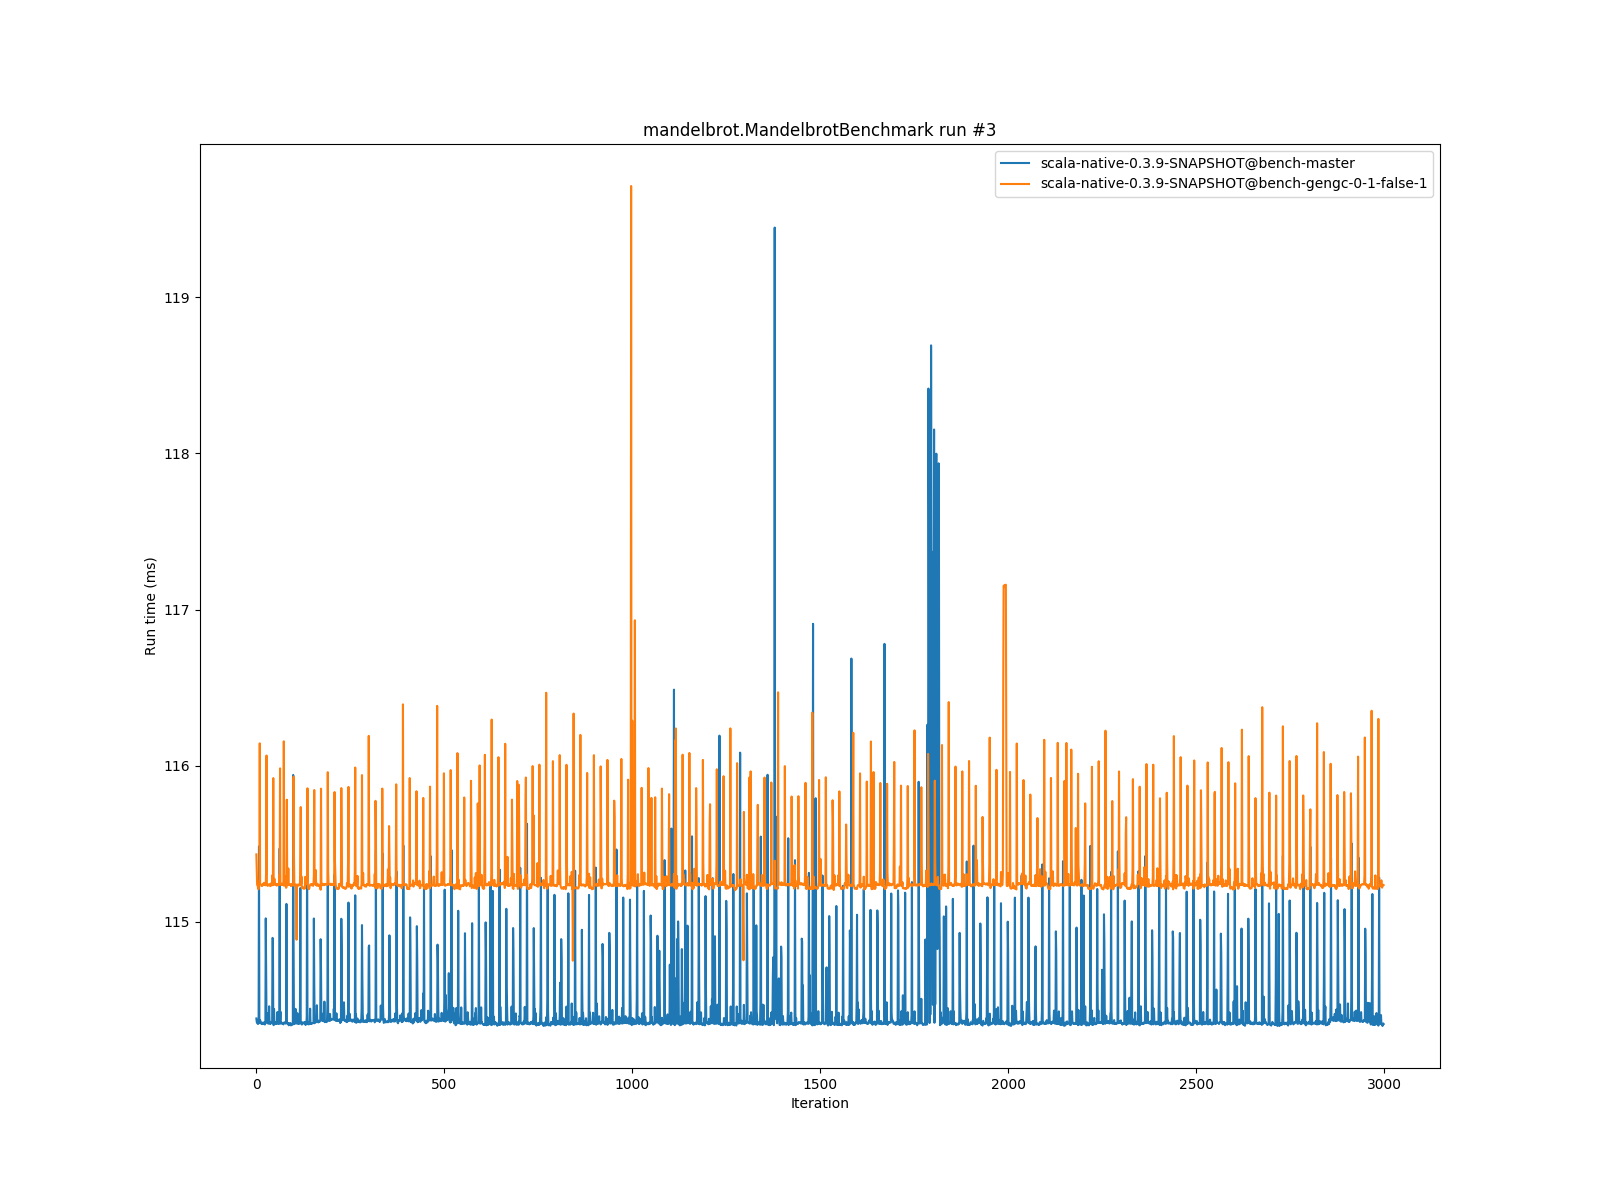 mandelbrot.MandelbrotBenchmark run #3
scala-native-0.3.9-SNAPSHOT@bench-master
scala-native-0.3.9-SNAPSHOT@bench-gengc-0-1-false-1
119
118
117
116
115
Run time (ms)
0 500 1000 1500 2000 2500 3000
Iteration